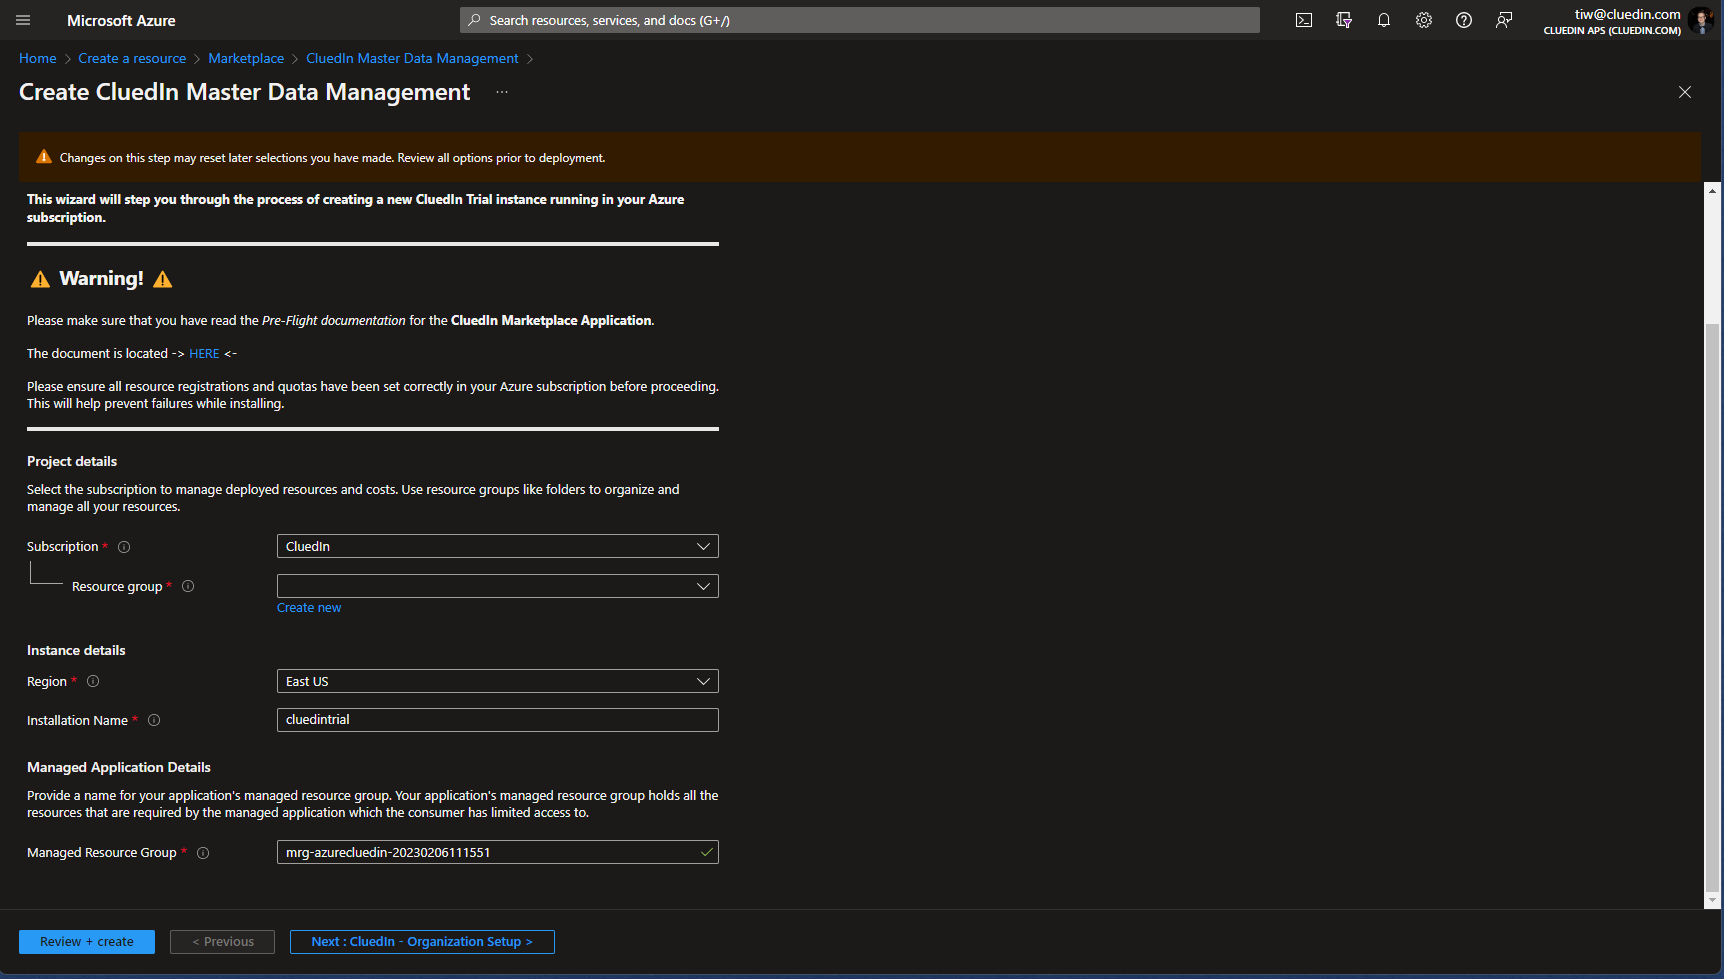 Microsoft Azure
Search resources, services, and docs (G+/)
tiw@cluedin.com
CLUEDIN APS (CLUEDIN.COM)
Home > Create a resource > Marketplace > CluedIn Master Data Management >
Create CluedIn Master Data Management ...
Changes on this step may reset later selections you have made. Review all options prior to deployment.
This wizard will step you through the process of creating a new CluedIn Trial instance running in your Azure
subscription.
Warning!
Please make sure that you have read the Pre-Flight documentation for the CluedIn Marketplace Application.
The document is located -> HERE <-
Please ensure all resource registrations and quotas have been set correctly in your Azure subscription before proceeding.
This will help prevent failures while installing.
Project details
Select the subscription to manage deployed resources and costs. Use resource groups like folders to organize and
manage all your resources.
Subscription * CluedIn
Resource group *
Create new
Instance details
Region * East US
Installation Name * cluedintrial
Managed Application Details
Provide a name for your application's managed resource group. Your application's managed resource group holds all the
resources that are required by the managed application which the consumer has limited access to.
Managed Resource Group * mrg-azurecluedin-20230206111551
Review + create
< Previous
Next : CluedIn - Organization Setup >